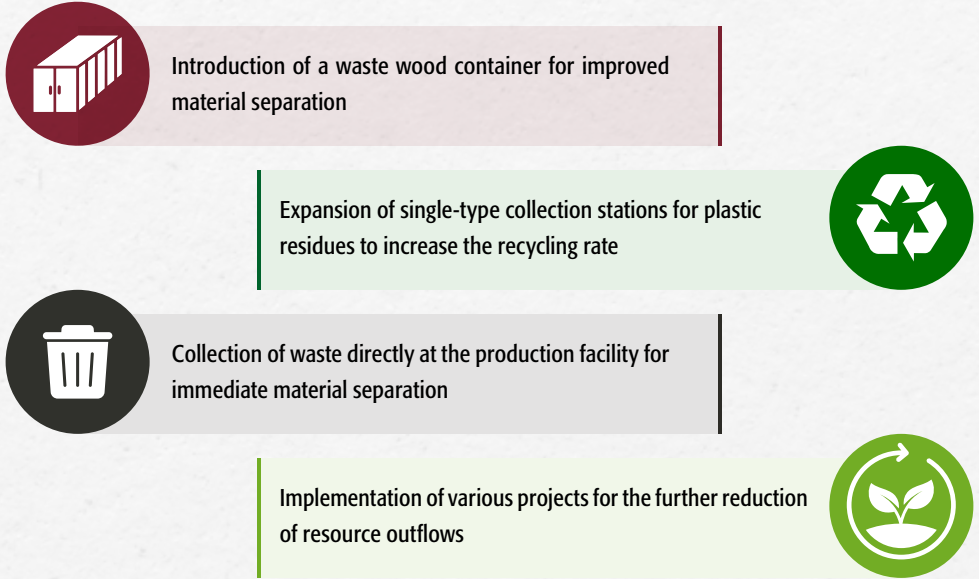 Introduction of a waste wood container for improved
material separation
Expansion of single-type collection stations for plastic
residues to increase the recycling rate
Collection of waste directly at the production facility for
immediate material separation
Implementation of various projects for the further reduction
of resource outflows